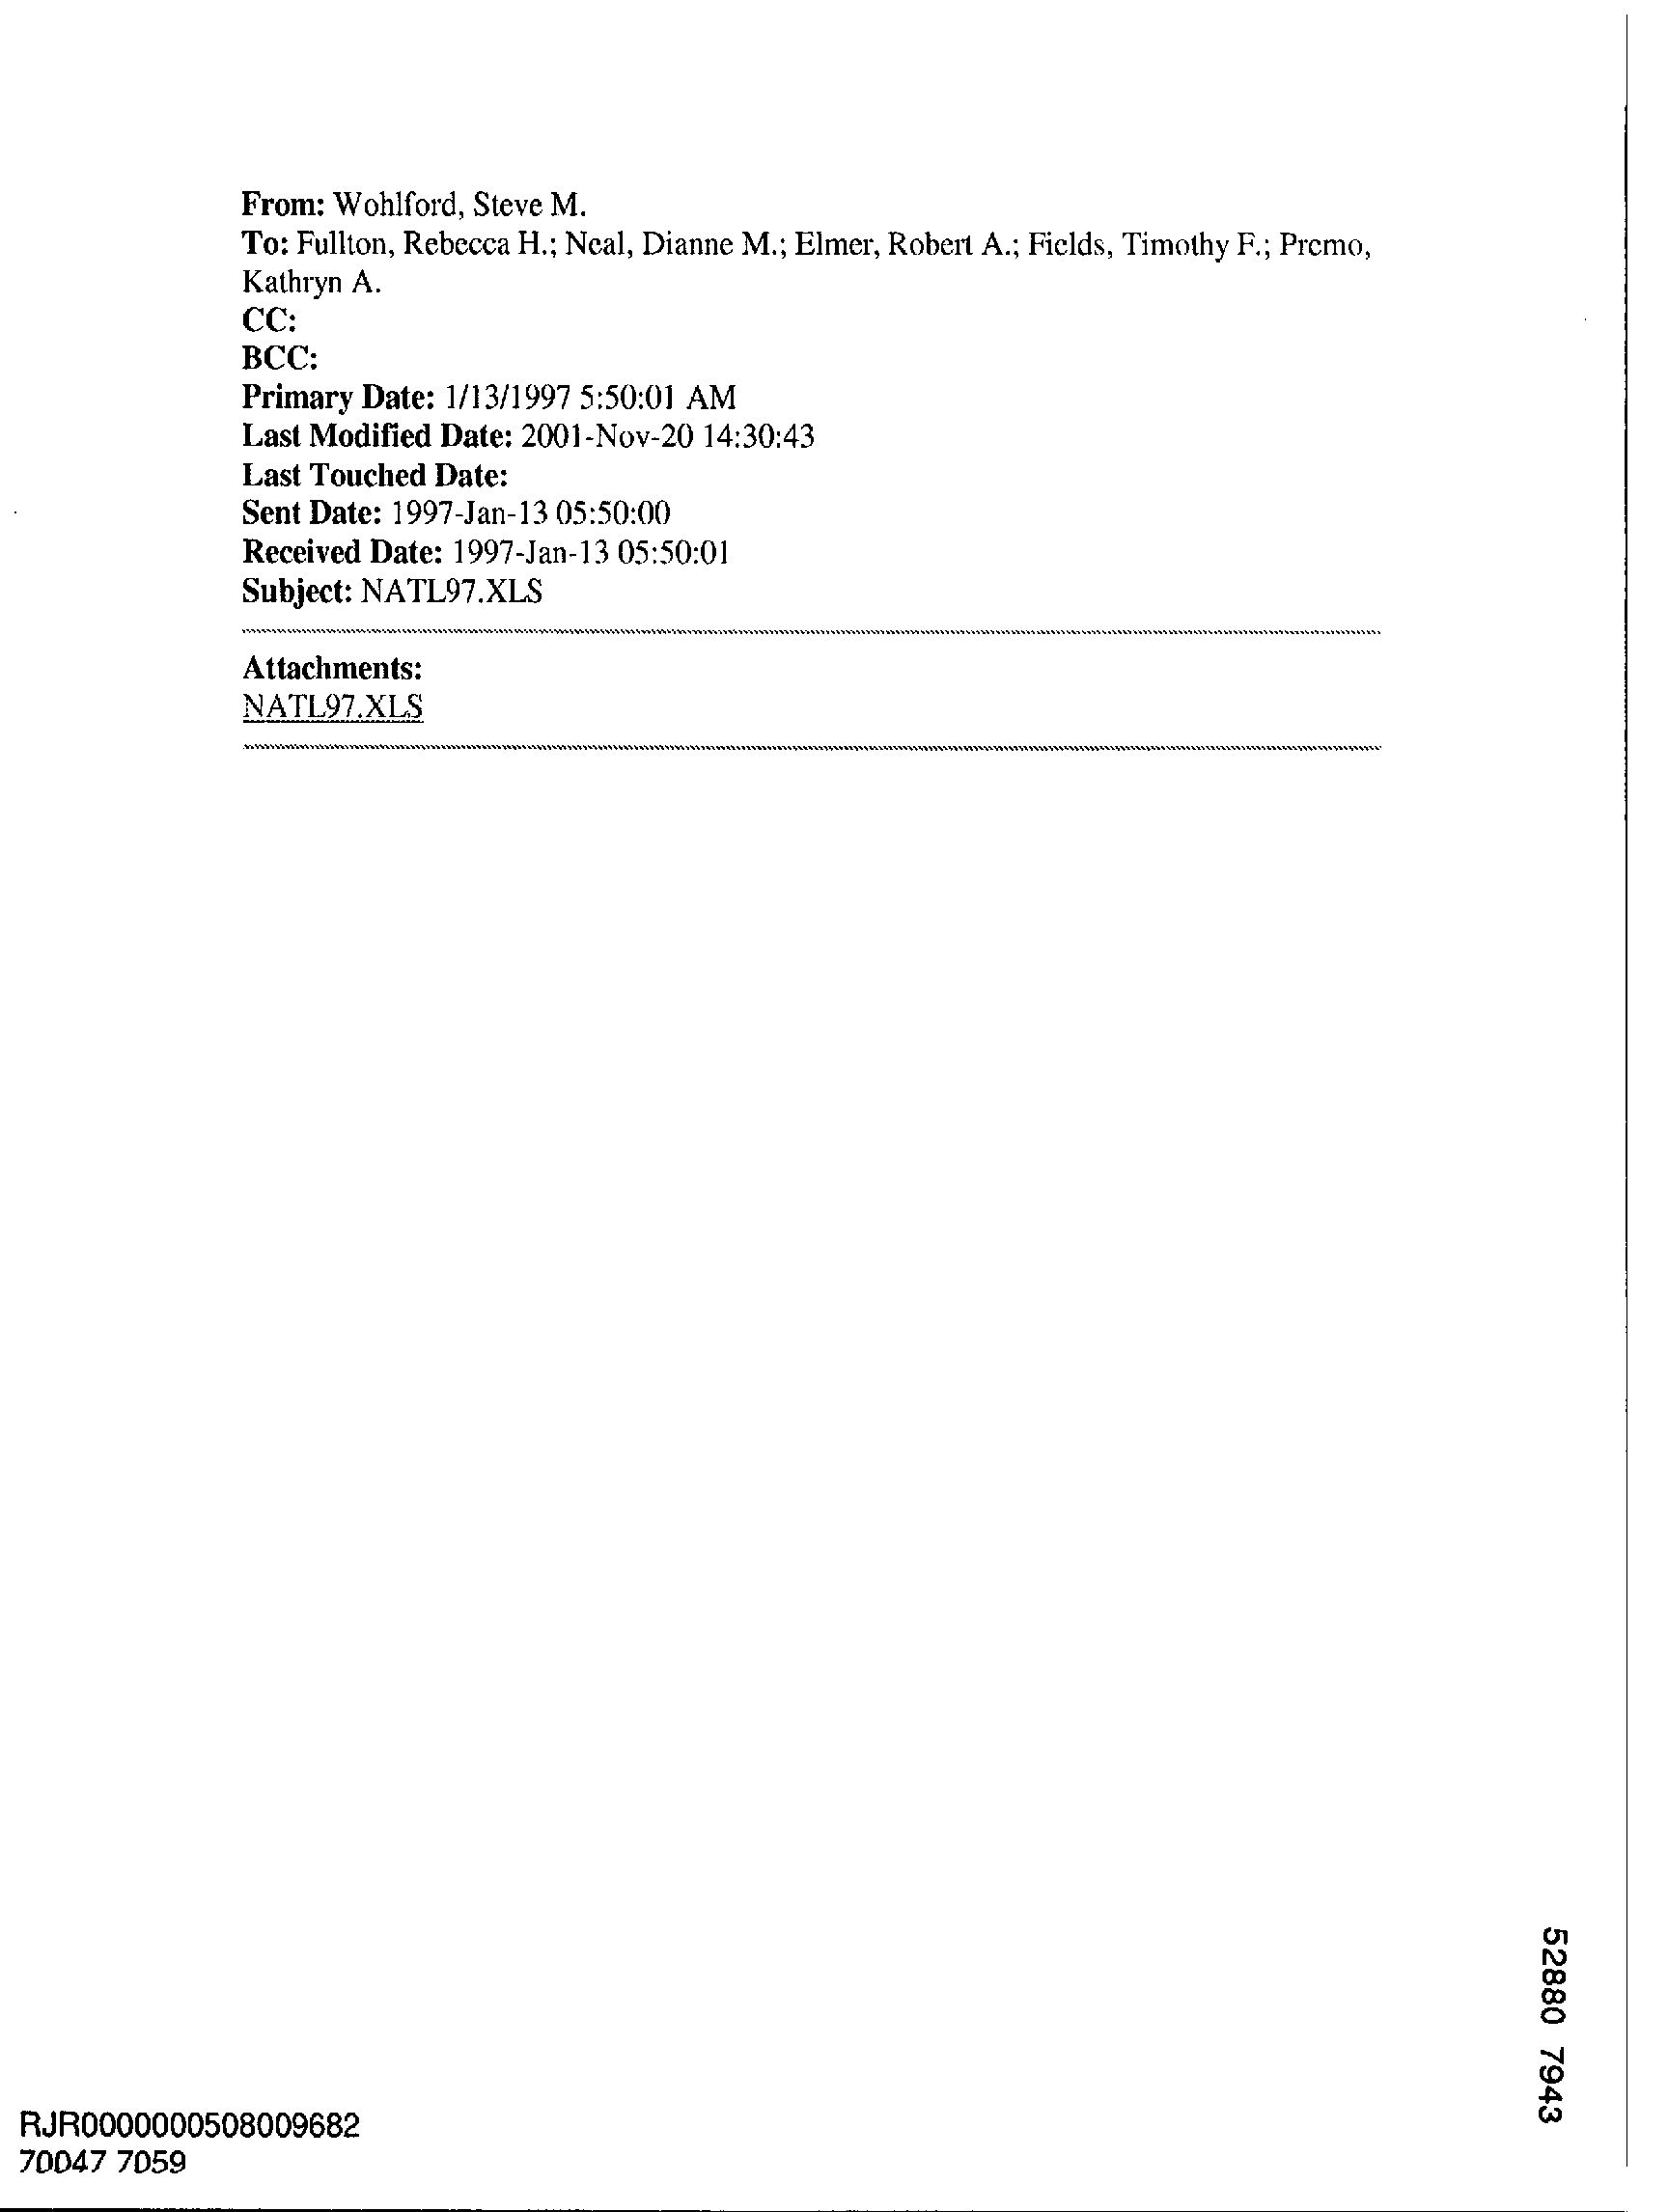 From: Wohlford, Steve M.
To: Fullton, Rebecca H.; Neal, Dianne M.; Elmer, Robert A.; Fields, Timothy F.; Premo,
Kathryn A.
CC:
BCC:
Primary Date: 1/13/1997 5:50:01 AM
Last Modified Date: 2001-Nov-20 14:30:43
Last Touched Date:
Sent Date: 1997-Jan-13 05:50:00
Received Date: 1997-Jan-13 05:50:01
Subject: NATL97.XLS
Attachments:
NATL97.XLS
52880 7943
RJR0000000508009682
70047 7059